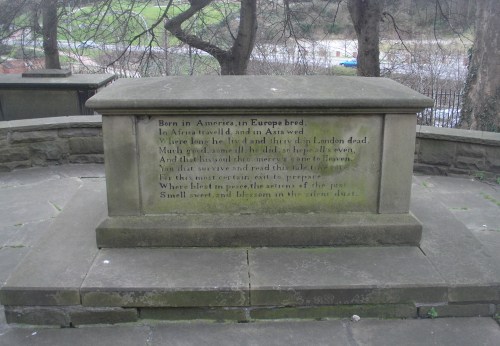 Born in America, in Europe bred,
In Africa travell'd, and in Asia wed,
Where long he liv'd and thriv'd; in London dead.
Much good, some ill, he did; so hope all's even,
And that his soul thro' mercy's gone to Heaven.
You that survive and read this tale take
For this most certain exit to prepare,
Where blest in peace, the actions of the just
Smell sweet, and blossom in the silent dust.